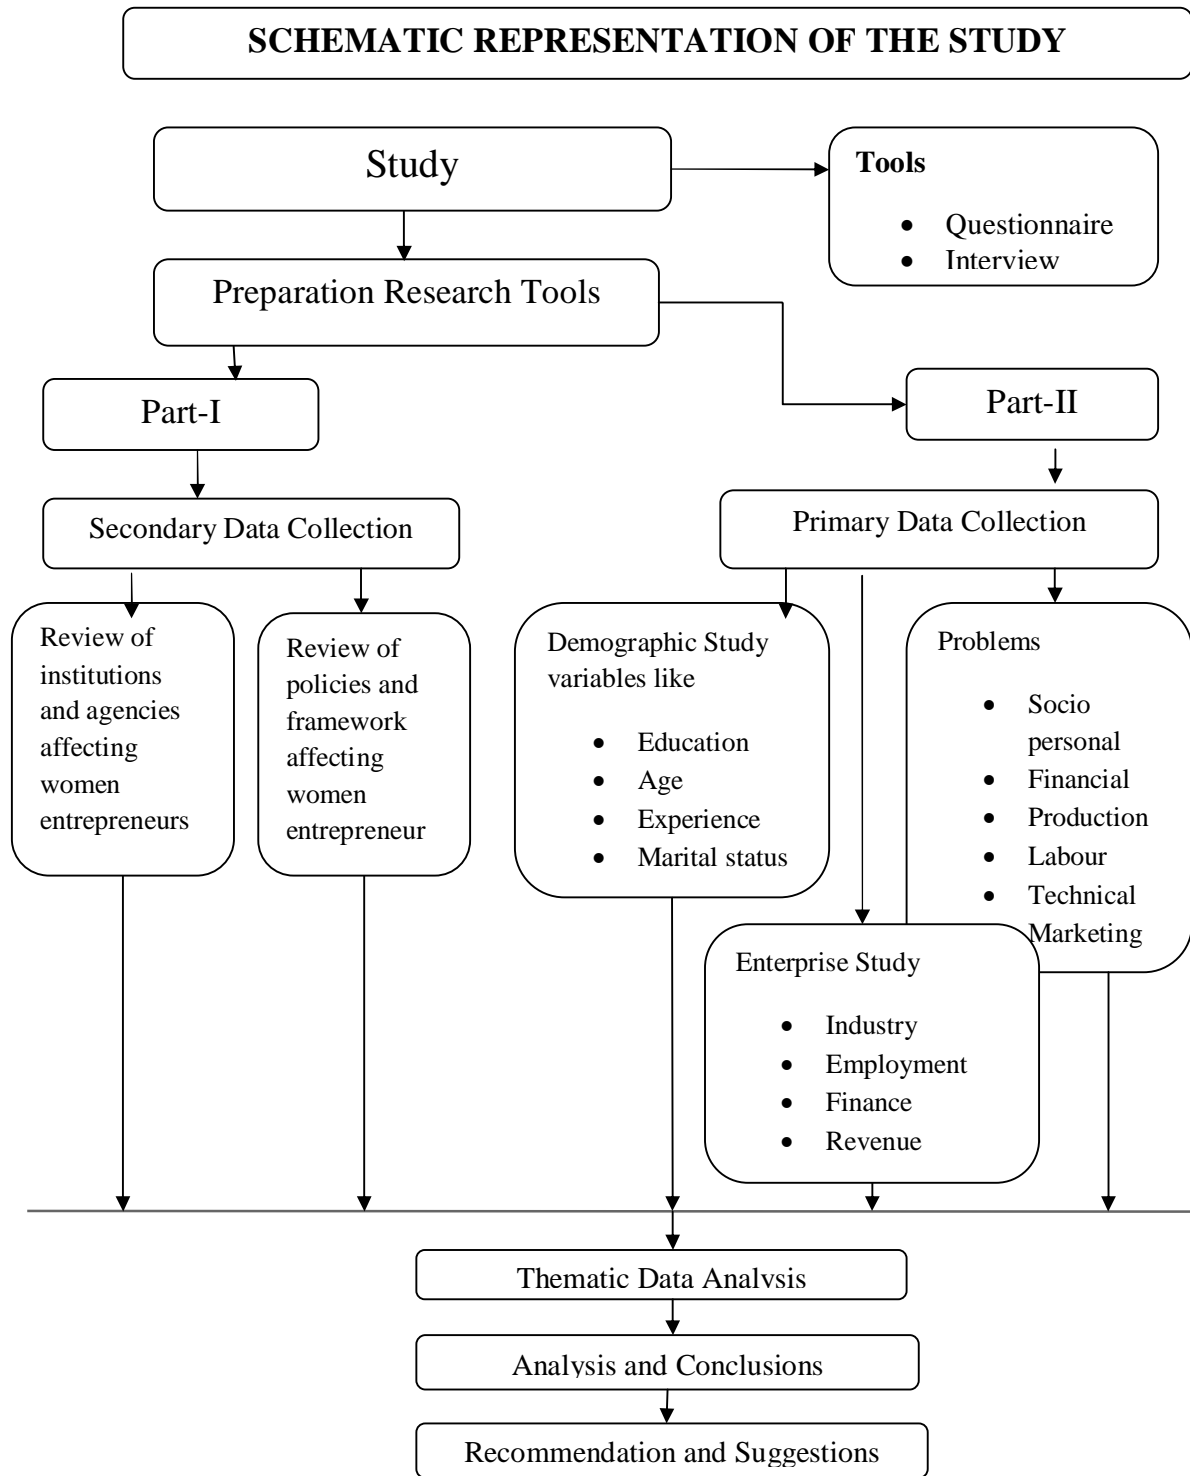 SCHEMATIC REPRESENTATION OF THE STUDY
Study
Tools
• Questionnaire
• Interview
Preparation Research Tools
Part-I
Part-II
Secondary Data Collection
Primary Data Collection
Review of
institutions
and agencies
affecting
women
entrepreneurs
Review of
policies and
framework
affecting
women
entrepreneur
Demographic Study
variables like
• Education
• Age
• Experience
• Marital status
Problems
• Socio
personal
• Financial
• Production
• Labour
• Technical
Marketing
Enterprise Study
• Industry
• Employment
• Finance
• Revenue
Thematic Data Analysis
Analysis and Conclusions
Recommendation and Suggestions